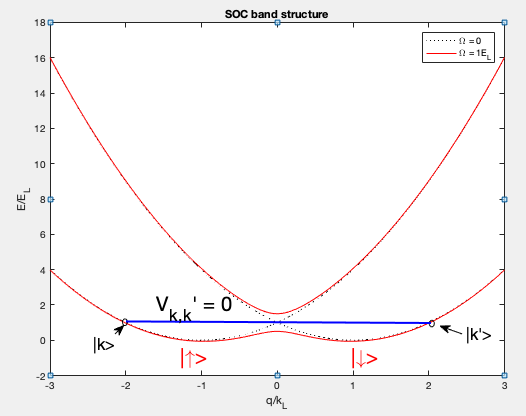 SOC band structure
18
16
14
12
10
8
6
4
2
0
-2
E/E_L
Ω = 0
Ω = 1E_L
V_k,k' = 0
|k>
|k'>
|↑>
|↓>
-3 -2 -1 0 1 2 3
q/k_L